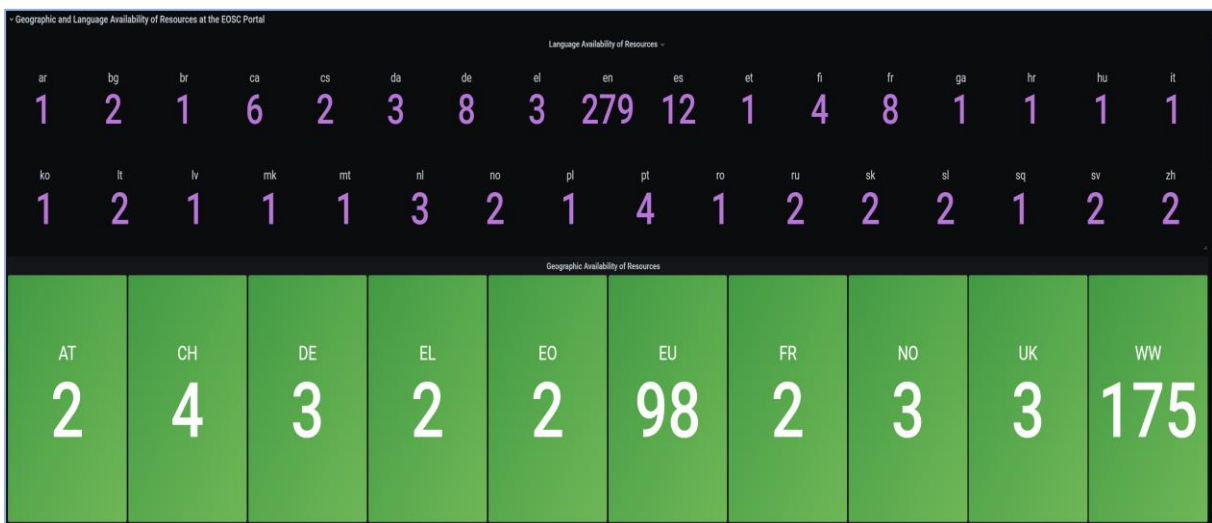 Geographic and Language Availability of Resources at the EOSC Portal
Language Availability of Resources
ar bg br ca cs da de el en es et fi fr ga hr hu it
1 2 1 6 2 3 8 3 279 12 1 4 8 1 1 1 1
ko lt lv mk mt nl no pl pt ro ru sk sl sq sv zh
1 2 1 1 1 3 2 1 4 1 2 2 2 1 2 2
Geographic Availability of Resources
AT CH DE EL EO EU FR NO UK WW
2 4 3 2 2 98 2 3 3 175